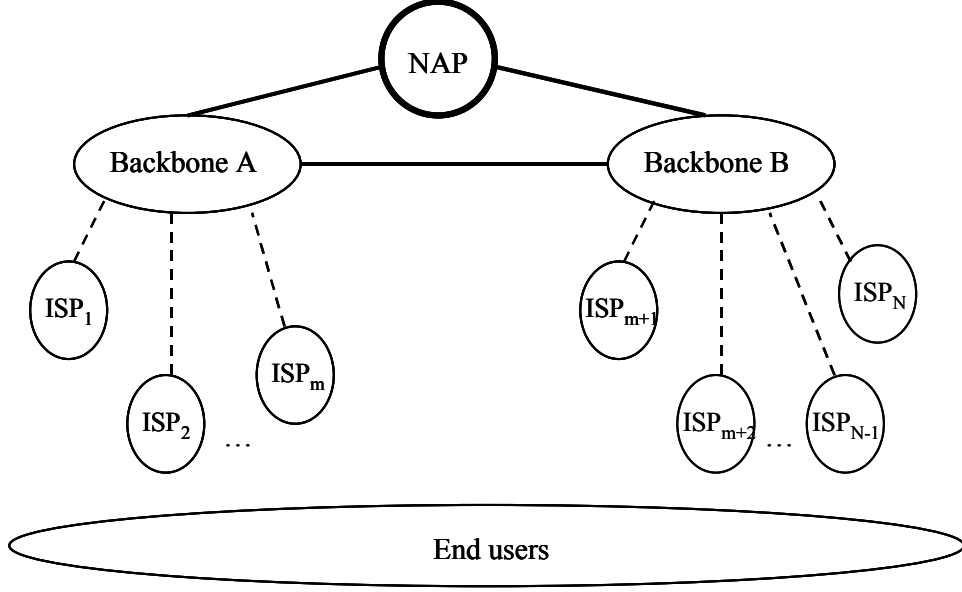 NAP
Backbone A
Backbone B
ISP1
ISPm+1
ISPN
ISPm
ISP2
...
ISPm+2
...
ISPN-1
End users